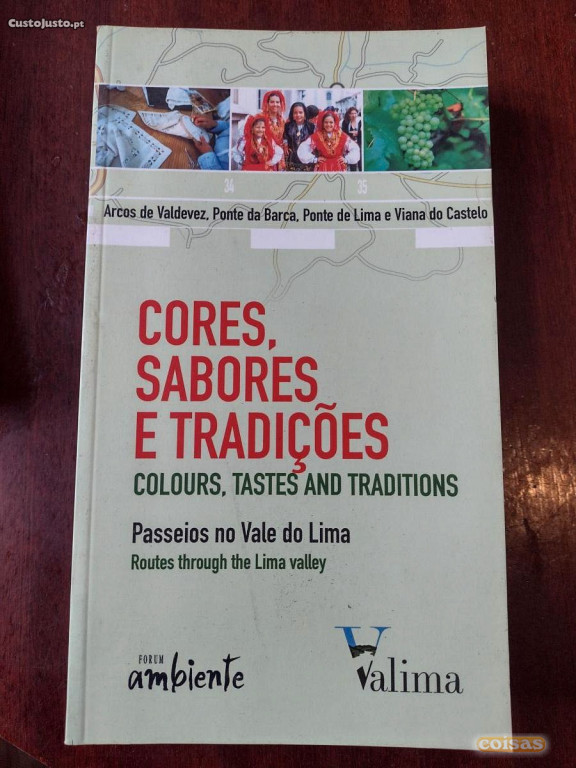 CustoJusto.pt
34 35
Arcos de Valdevez, Ponte da Barca, Ponte de Lima e Viana do Castelo
CORES,
SABORES
E TRADIÇÕES
COLOURS, TASTES AND TRADITIONS
Passeios no Vale do Lima
Routes through the Lima valley
FORUM
ambiente
V
Valima
coisas